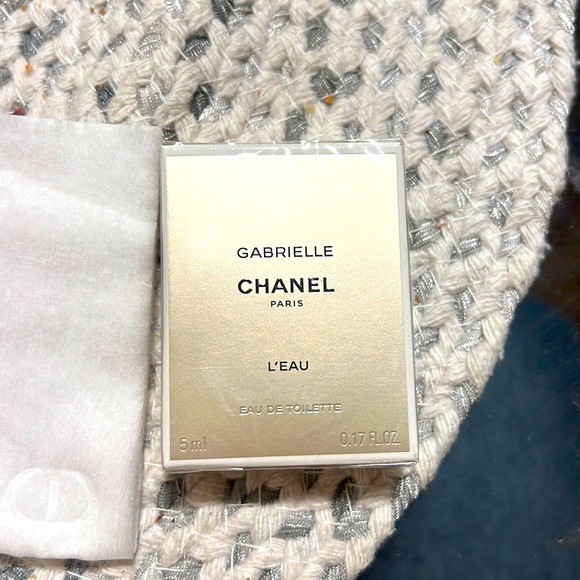 GABRIELLE
CHANEL
PARIS
L'EAU
EAU DE TOILETTE
5 ml 0.17 FL.OZ.